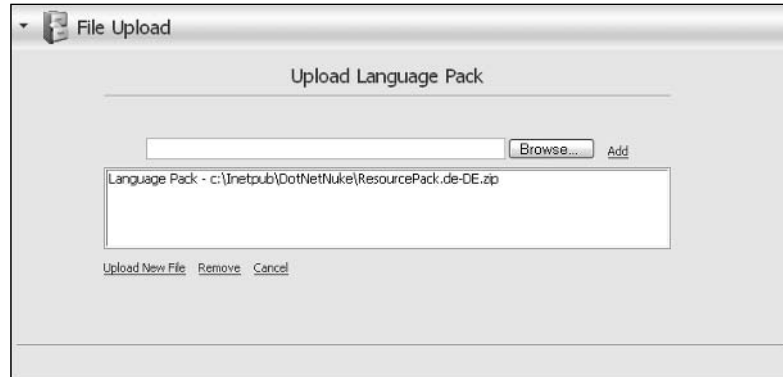 File Upload
Upload Language Pack
Browse... Add
Language Pack - c:\Inetpub\DotNetNuke\ResourcePack.de-DE.zip
Upload New File Remove Cancel